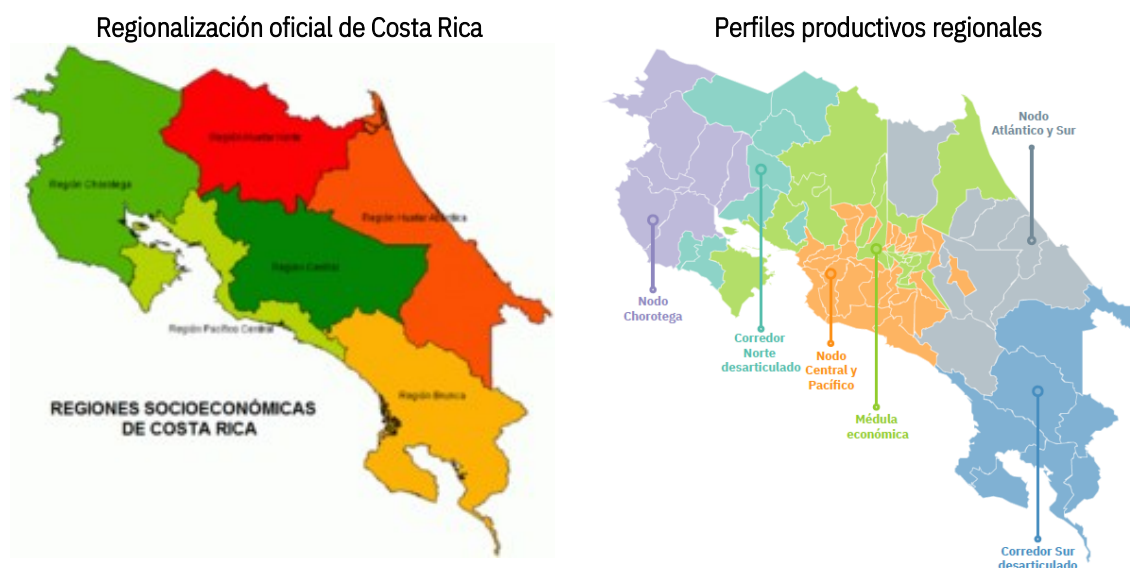 Regionalización oficial de Costa Rica
Perfiles productivos regionales
Región Huetar Norte
Región Chorotega
Región Huetar Atlántica
Región Central
Región Pacífico Central
Región Brunca
REGIONES SOCIOECONÓMICAS
DE COSTA RICA
Nodo
Atlántico y Sur
Nodo
Chorotega
Corredor
Norte
desarticulado
Nodo
Central y
Pacífico
Médula
económica
Corredor Sur
desarticulado